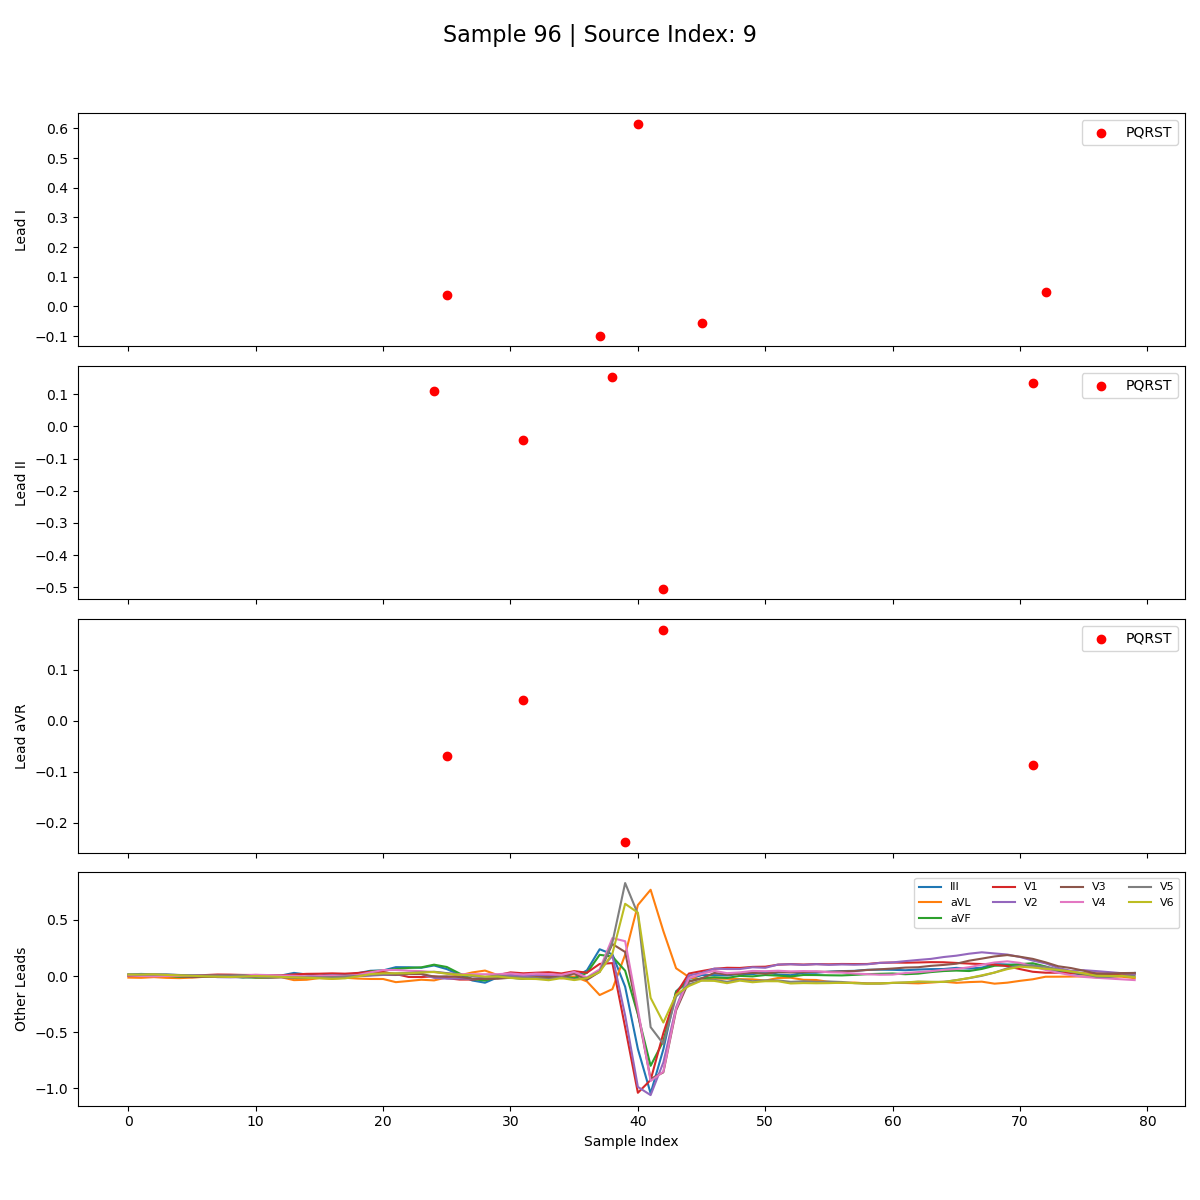 Sample 96 | Source Index: 9
0.6
0.5
0.4
0.3
0.2
0.1
0.0
−0.1
Lead I
PQRST
0.1
0.0
−0.1
−0.2
−0.3
−0.4
−0.5
Lead II
PQRST
0.1
0.0
−0.1
−0.2
Lead aVR
PQRST
0.5
0.0
−0.5
−1.0
Other Leads
III V1 V3 V5
aVL V2 V4 V6
aVF
0 10 20 30 40 50 60 70 80
Sample Index